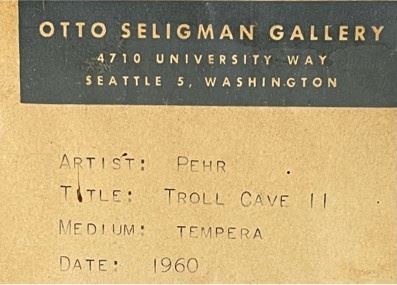 OTTO SELIGMAN GALLERY
4710 UNIVERSITY WAY
SEATTLE 5, WASHINGTON
ARTIST: PEHR
TITLE: TROLL CAVE II
MEDIUM: TEMPERA
DATE: 1960